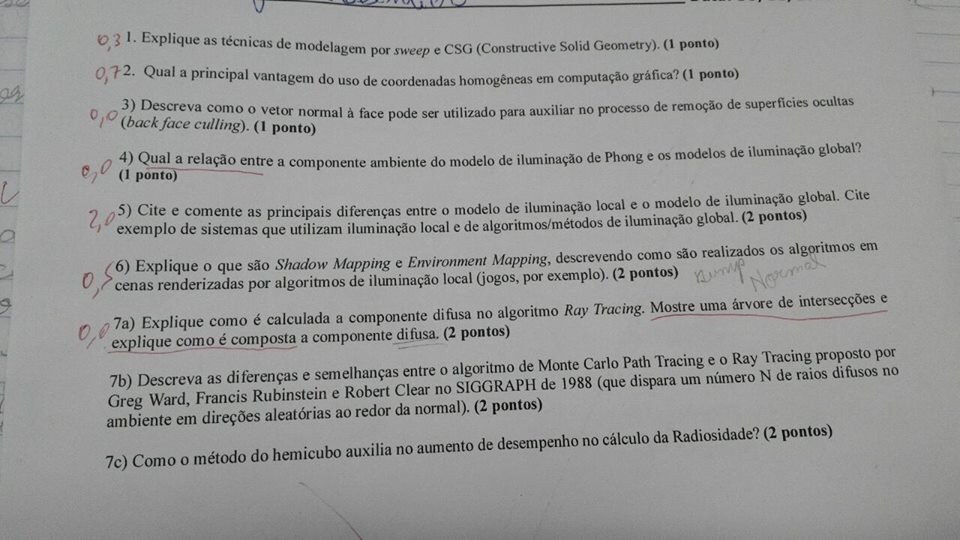 0,3 1. Explique as técnicas de modelagem por sweep e CSG (Constructive Solid Geometry). (1 ponto)
0,7 2. Qual a principal vantagem do uso de coordenadas homogêneas em computação gráfica? (1 ponto)
0,0 3) Descreva como o vetor normal à face pode ser utilizado para auxiliar no processo de remoção de superfícies ocultas
(back face culling). (1 ponto)
0,0 4) Qual a relação entre a componente ambiente do modelo de iluminação de Phong e os modelos de iluminação global?
(1 ponto)
2,0 5) Cite e comente as principais diferenças entre o modelo de iluminação local e o modelo de iluminação global. Cite
exemplo de sistemas que utilizam iluminação local e de algoritmos/métodos de iluminação global. (2 pontos)
0,5 6) Explique o que são Shadow Mapping e Environment Mapping, descrevendo como são realizados os algoritmos em
cenas renderizadas por algoritmos de iluminação local (jogos, por exemplo). (2 pontos) Bump Normal
0,0 7a) Explique como é calculada a componente difusa no algoritmo Ray Tracing. Mostre uma árvore de intersecções e
explique como é composta a componente difusa. (2 pontos)
7b) Descreva as diferenças e semelhanças entre o algoritmo de Monte Carlo Path Tracing e o Ray Tracing proposto por
Greg Ward, Francis Rubinstein e Robert Clear no SIGGRAPH de 1988 (que dispara um número N de raios difusos no
ambiente em direções aleatórias ao redor da normal). (2 pontos)
7c) Como o método do hemicubo auxilia no aumento de desempenho no cálculo da Radiosidade? (2 pontos)